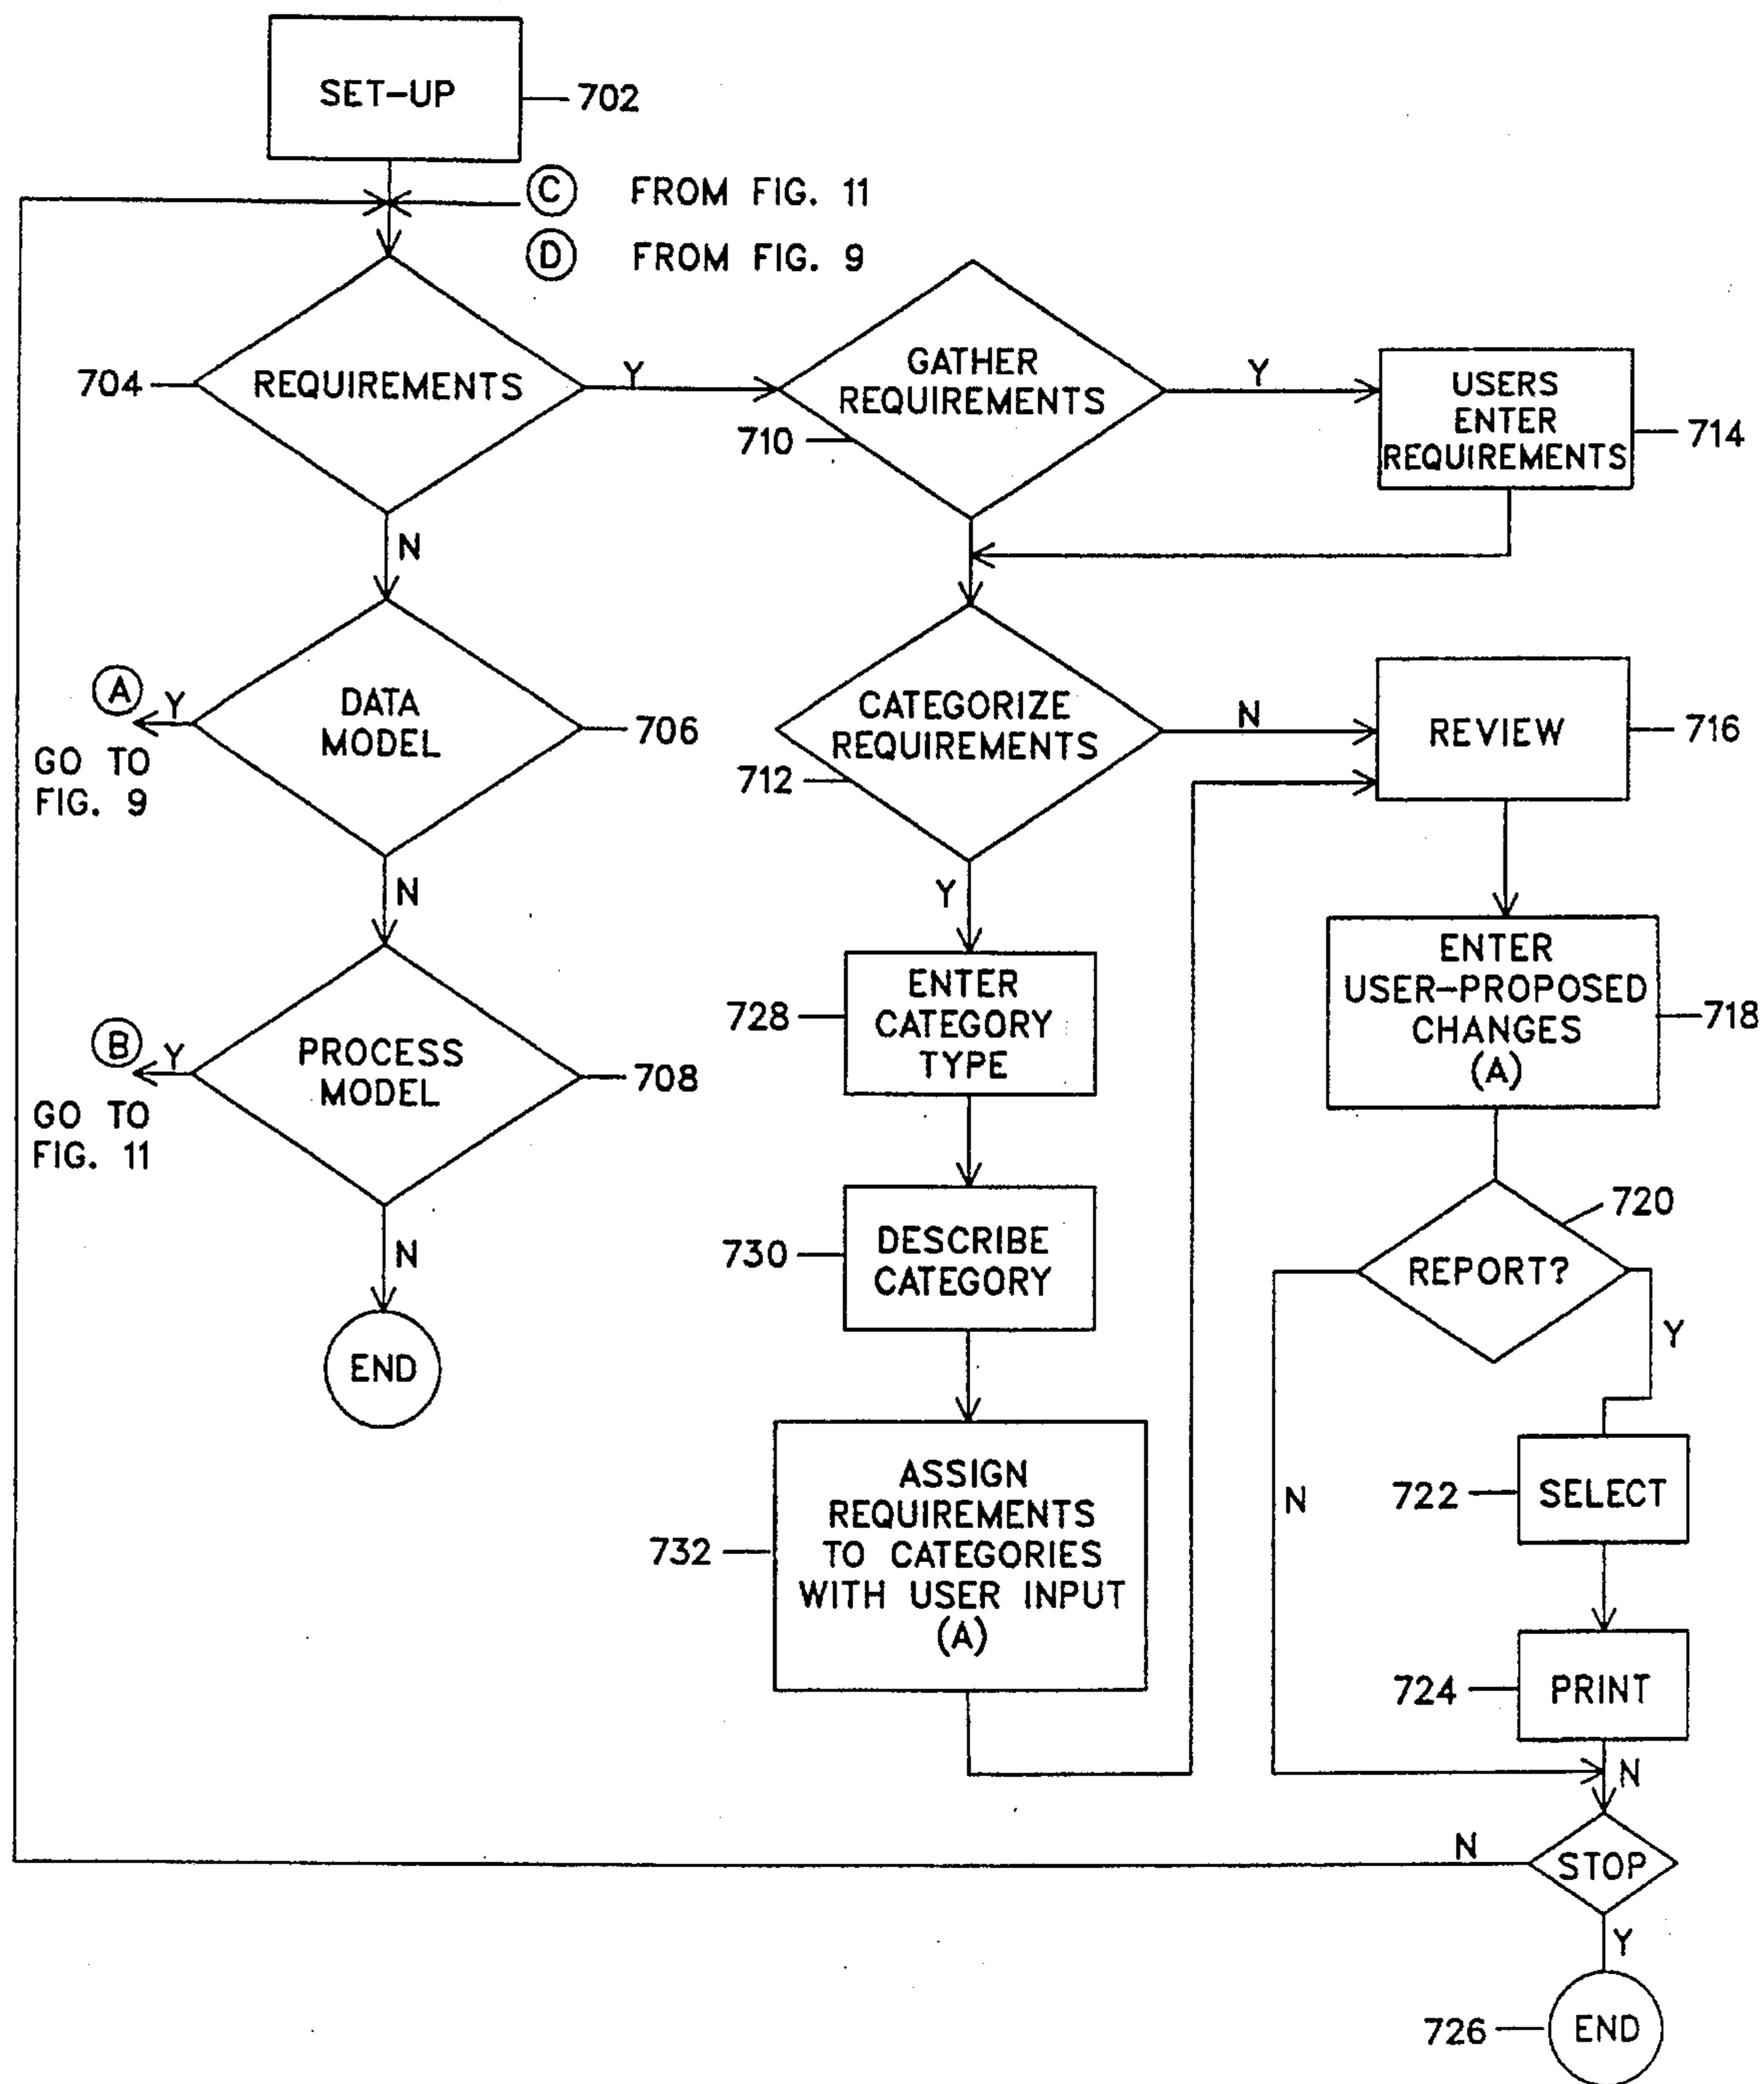 SET-UP
702
C FROM FIG. 11
D FROM FIG. 9
704
REQUIREMENTS
Y
GATHER
REQUIREMENTS
710
Y
USERS
ENTER
REQUIREMENTS
714
N
A
Y
GO TO
FIG. 9
DATA
MODEL
706
CATEGORIZE
REQUIREMENTS
712
N
REVIEW
716
N
Y
B
Y
GO TO
FIG. 11
PROCESS
MODEL
708
728
ENTER
CATEGORY
TYPE
ENTER
USER-PROPOSED
CHANGES
(A)
718
N
END
730
DESCRIBE
CATEGORY
720
REPORT?
Y
N
732
ASSIGN
REQUIREMENTS
TO CATEGORIES
WITH USER INPUT
(A)
722
SELECT
724
PRINT
N
N
STOP
Y
726
END